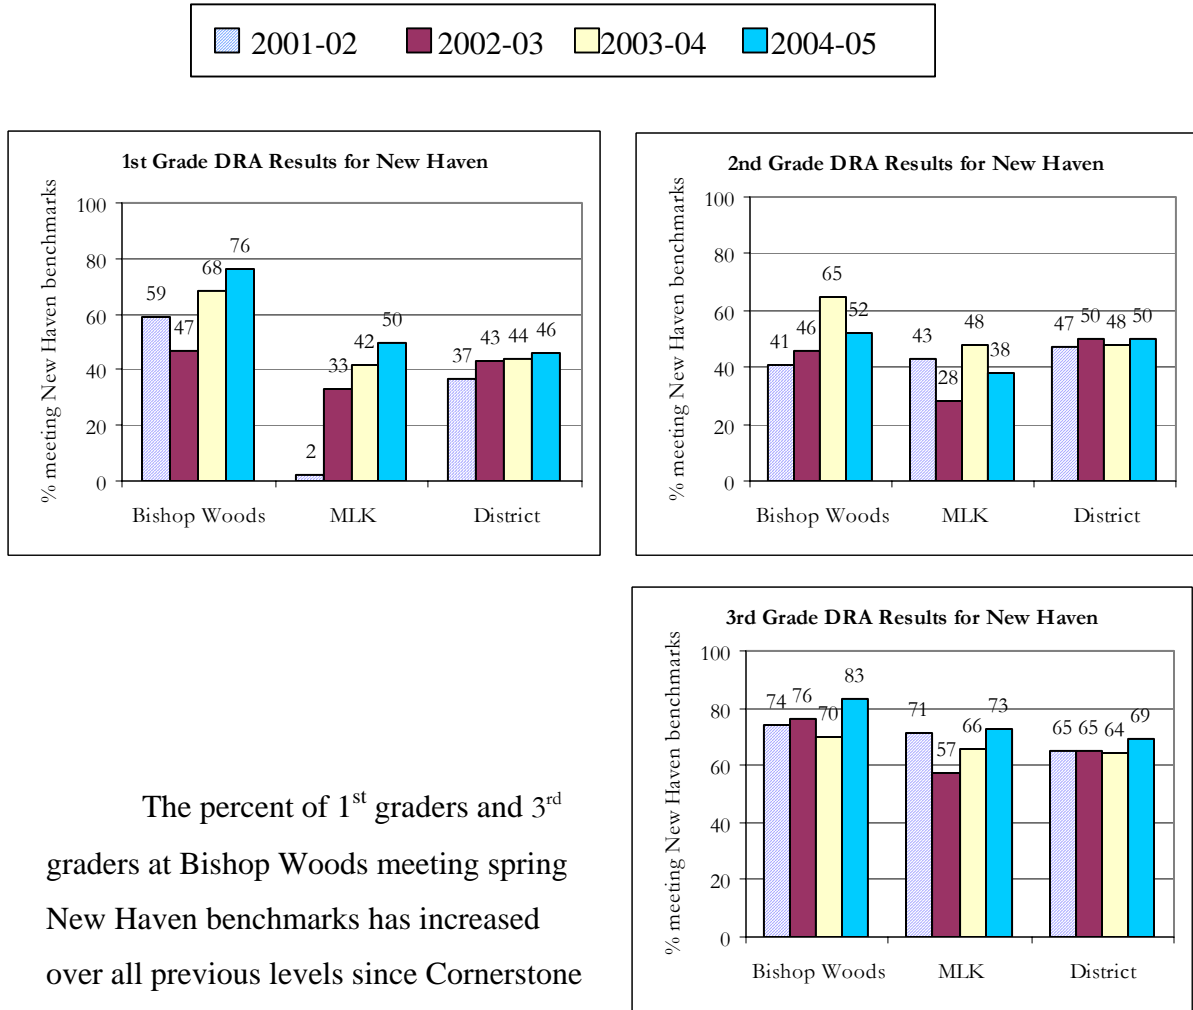 2001-02 2002-03 2003-04 2004-05
1st Grade DRA Results for New Haven
% meeting New Haven benchmarks
100
80
60
40
20
0
59 47 68 76
2 33 42 50
37 43 44 46
Bishop Woods MLK District
2nd Grade DRA Results for New Haven
% meeting New Haven benchmarks
100
80
60
40
20
0
41 46 65 52
43 28 48 38
47 50 48 50
Bishop Woods MLK District
3rd Grade DRA Results for New Haven
% meeting New Haven benchmarks
100
80
60
40
20
0
74 76 70 83
71 57 66 73
65 65 64 69
Bishop Woods MLK District
The percent of 1st graders and 3rd
graders at Bishop Woods meeting spring
New Haven benchmarks has increased
over all previous levels since Cornerstone